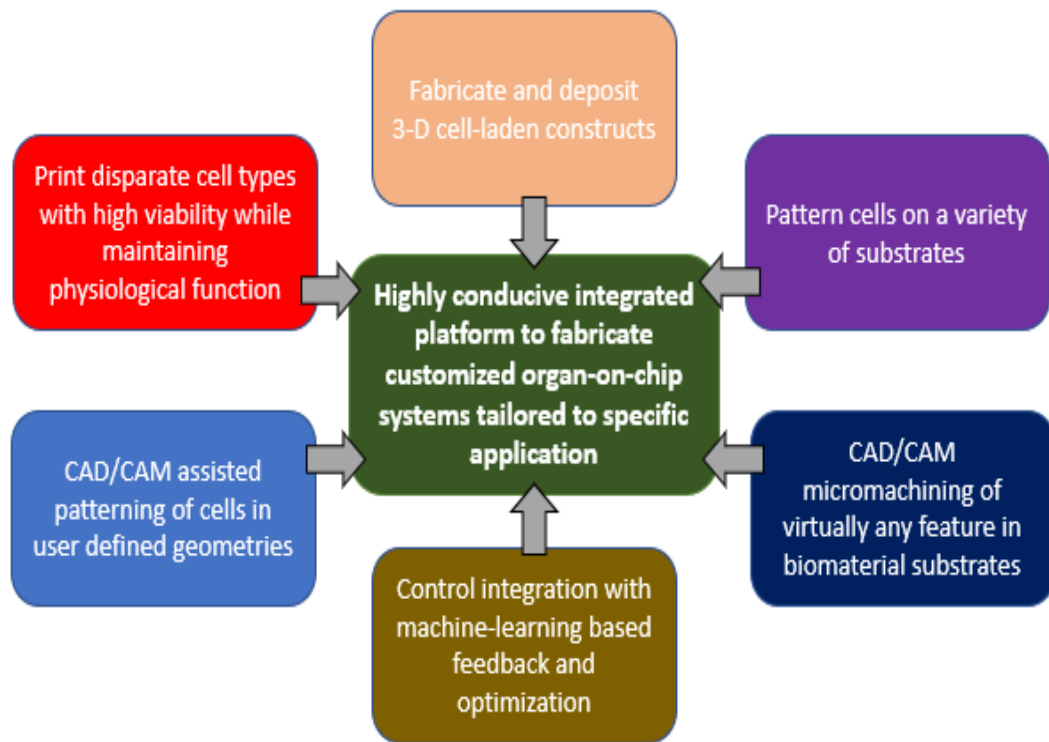 Fabricate and deposit
3-D cell-laden constructs
Print disparate cell types
with high viability while
maintaining
physiological function
Pattern cells on a variety
of substrates
Highly conducive integrated
platform to fabricate
customized organ-on-chip
systems tailored to specific
application
CAD/CAM assisted
patterning of cells in
user defined geometries
CAD/CAM
micromachining of
virtually any feature in
biomaterial substrates
Control integration with
machine-learning based
feedback and
optimization